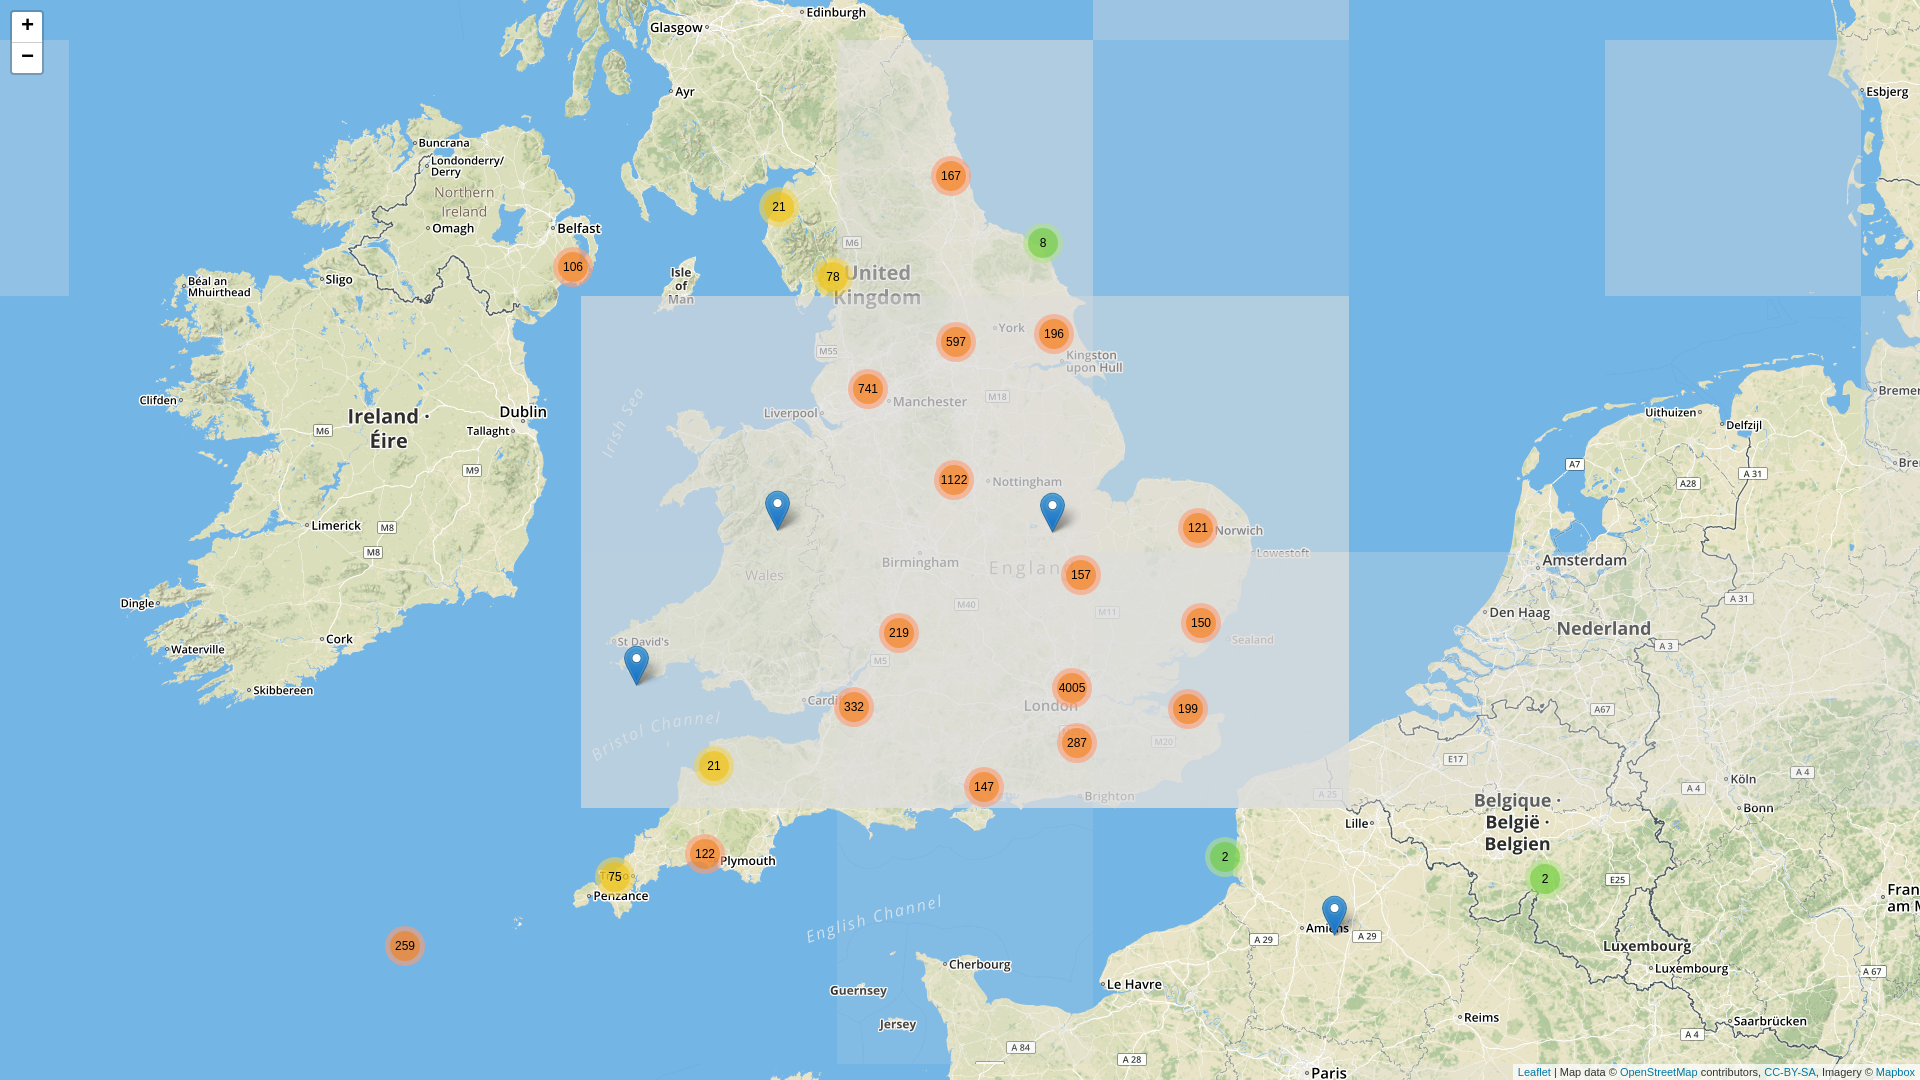 +
−
Glasgow
Edinburgh
Ayr
Esbjerg
Buncrana
Londonderry/
Derry
Northern
Ireland
Omagh
Belfast
167
21
8
M6
106
78
United
Kingdom
Isle
of
Man
Sligo
Béal an
Mhuirthead
York
196
597
M55
Kingston
upon Hull
741
Manchester
M18
Liverpool
Irish Sea
Clifden
Dublin
Tallaght
Ireland ·
Éire
M6
M9
Uithuizen
Delfzijl
A7
A 31
A28
1122
Nottingham
Limerick
M8
M8
121
Norwich
Lowestoft
Birmingham
Wales
157
Amsterdam
A 31
Dingle
M40
M11
Den Haag
Nederland
219
150
Cork
St David's
Sealand
A 3
Waterville
M5
Skibbereen
4005
London
332
199
A67
Bristol Channel
287
M20
E17
21
147
Brighton
A 25
A 4
Köln
A 4
Bonn
Belgique ·
België ·
Belgien
Lille
122
Plymouth
75
Penzance
2
2
E25
English Channel
Amiens
A 29
A 29
259
Luxembourg
Luxembourg
Cherbourg
A 67
Le Havre
Guernsey
Jersey
Reims
Saarbrücken
A 84
A 28
A 4
Paris
Leaflet | Map data © OpenStreetMap contributors, CC-BY-SA, Imagery © Mapbox